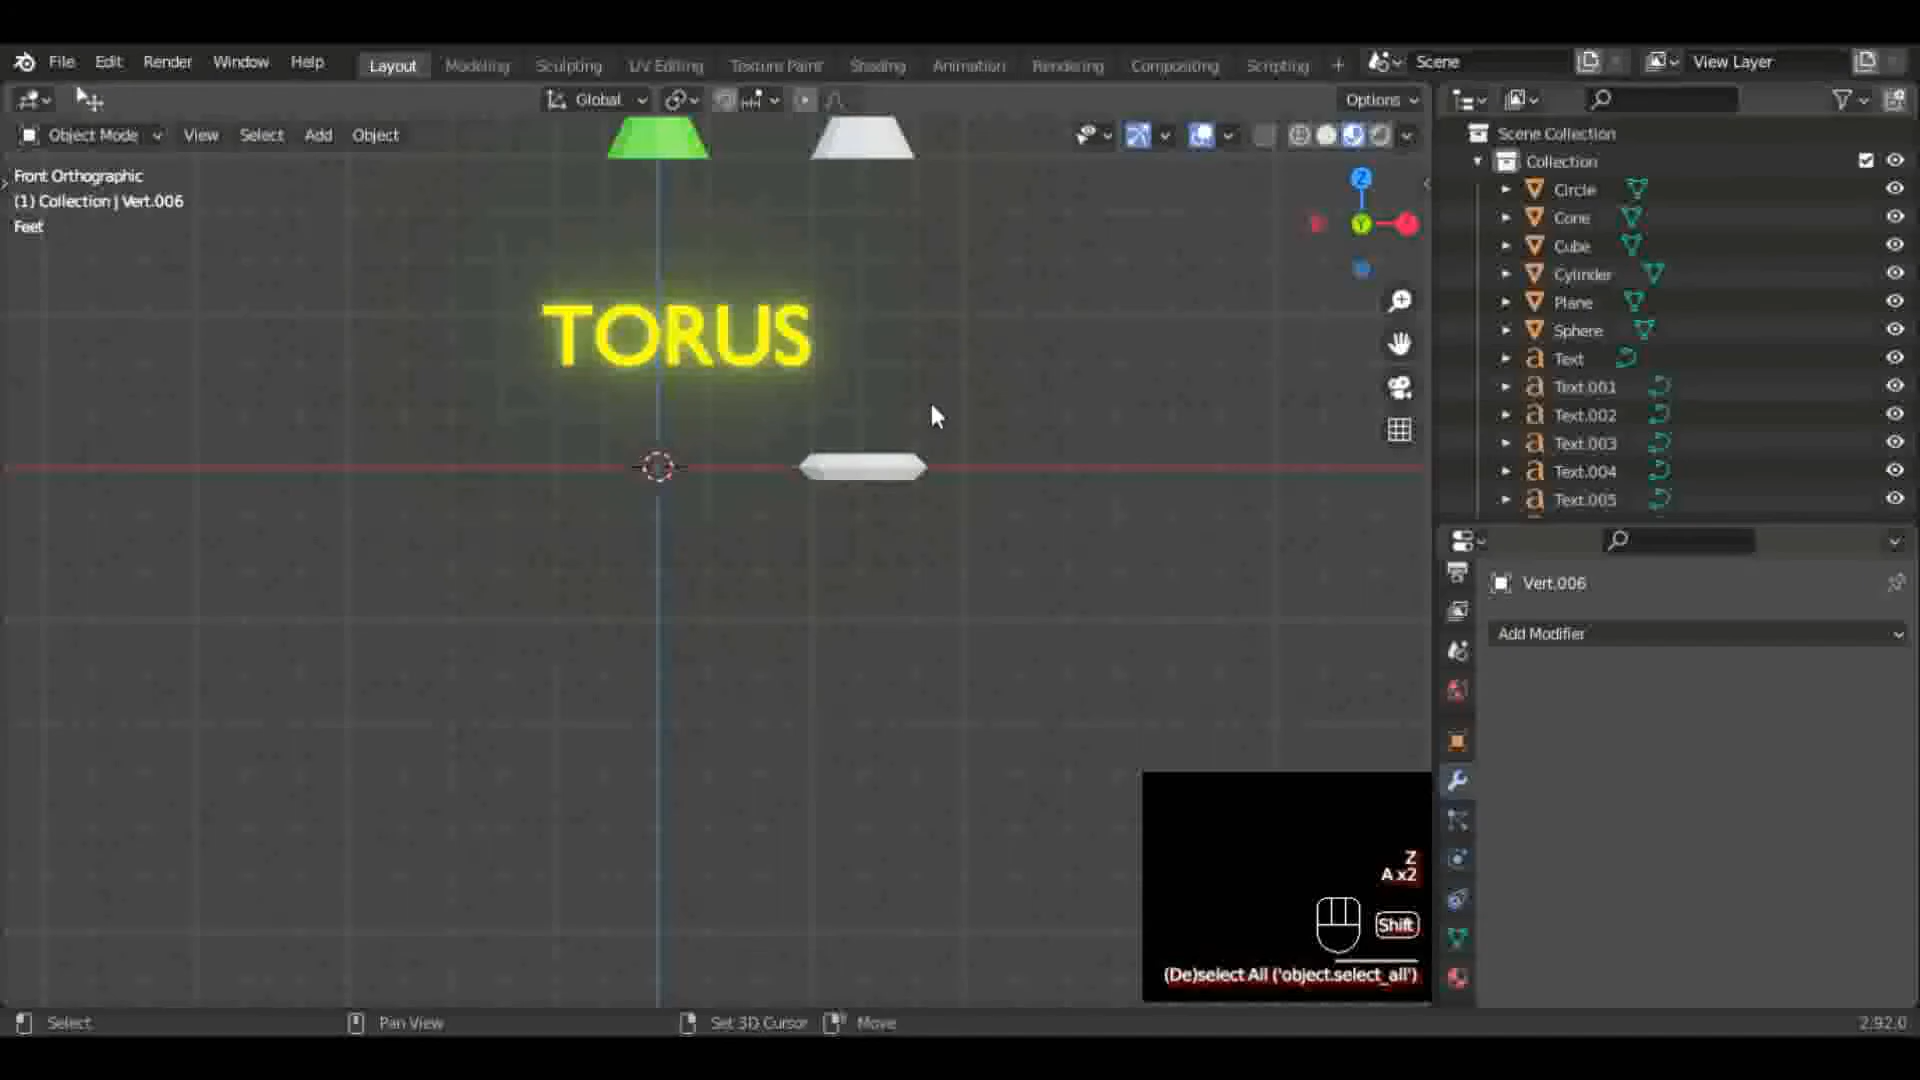 File Edit Render Window Help Layout Modeling Sculpting UV Editing Texture Paint Shading Animation Rendering Compositing Scripting + Scene View Layer
Global Options
Object Mode View Select Add Object
Front Orthographic
(1) Collection | Vert.006
Feet
Z
Y
TORUS
Scene Collection
Collection
Circle
Cone
Cube
Cylinder
Plane
Sphere
Text
Text.001
Text.002
Text.003
Text.004
Text.005
Vert.006
Add Modifier
Z
A x2
Shift
(De)select All ('object.select_all')
Select Pan View Set 3D Cursor Move 2.92.0